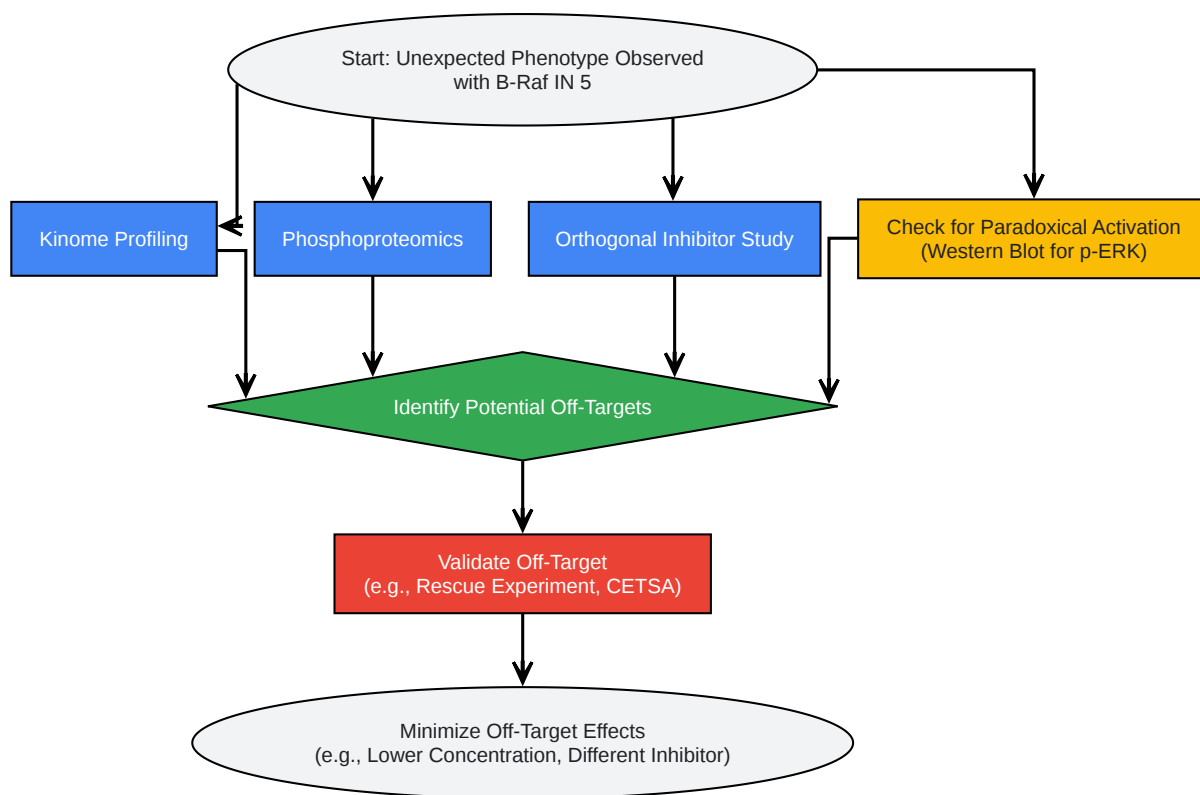 Start: Unexpected Phenotype Observed
with B-Raf IN 5
Kinome Profiling
Phosphoproteomics
Orthogonal Inhibitor Study
Check for Paradoxical Activation
(Western Blot for p-ERK)
Identify Potential Off-Targets
Validate Off-Target
(e.g., Rescue Experiment, CETSA)
Minimize Off-Target Effects
(e.g., Lower Concentration, Different Inhibitor)